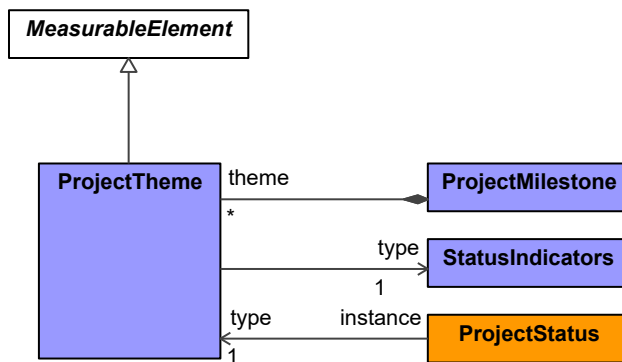 MeasurableElement
ProjectTheme
theme
*
ProjectMilestone
type
1
StatusIndicators
type
1
instance
ProjectStatus